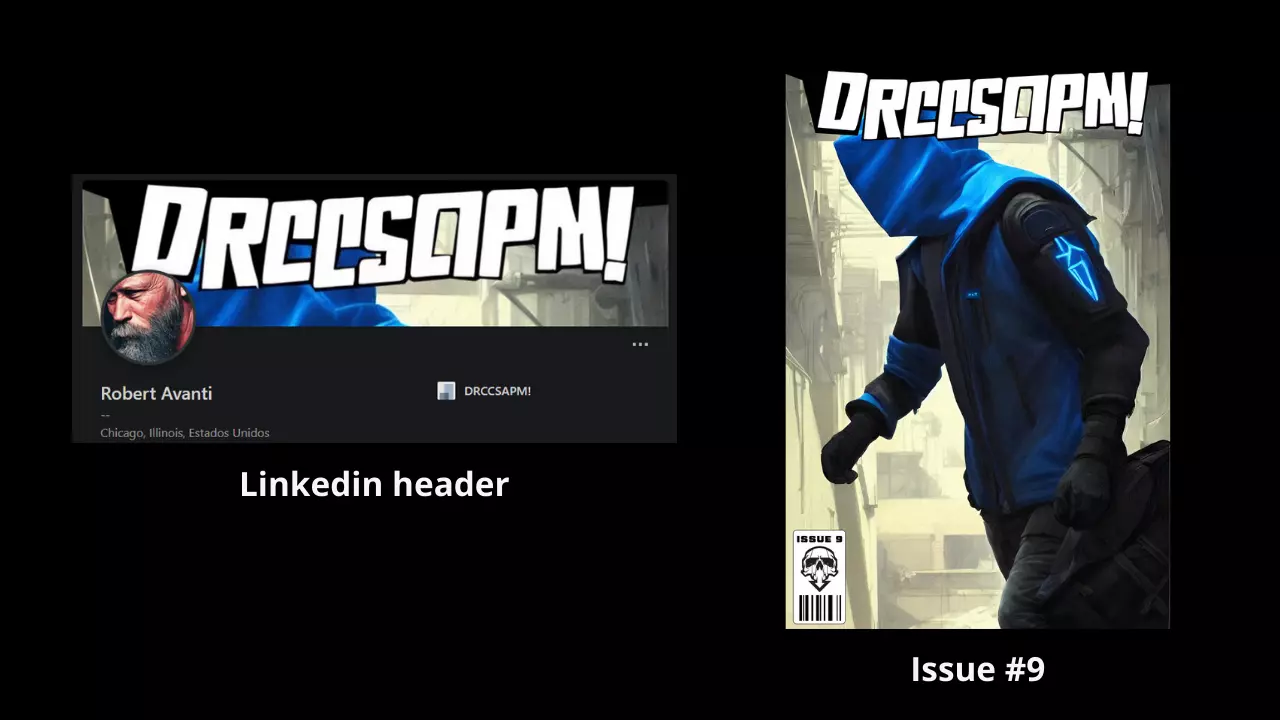 DRCCSAPM!
Robert Avanti
--
Chicago, Illinois, Estados Unidos
DRCCSAPM!
Linkedin header
DRCCSAPM!
ISSUE 9
Issue #9